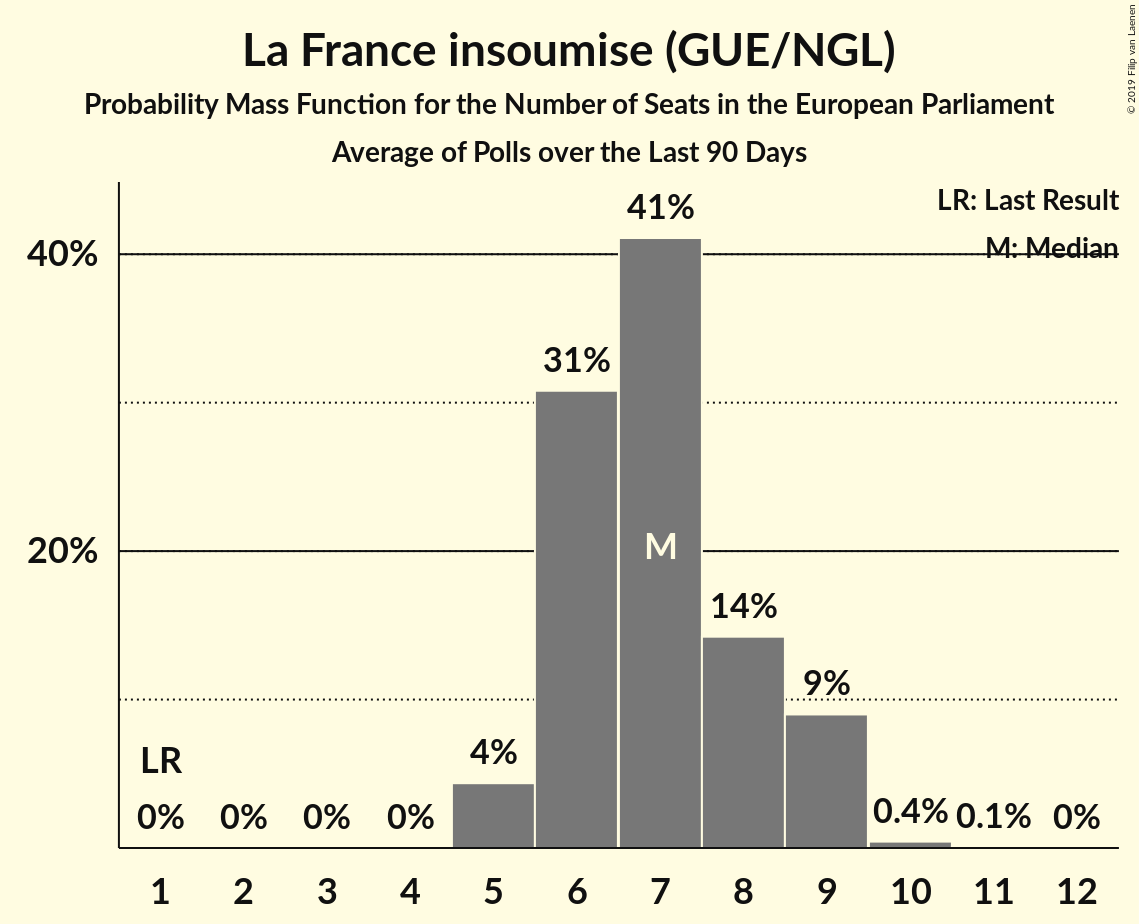 La France insoumise (GUE/NGL)
Probability Mass Function for the Number of Seats in the European Parliament
Average of Polls over the Last 90 Days
© 2019 Filip van Laenen
LR: Last Result
M: Median
41%
40%
31%
20%
M
14%
9%
4%
LR
0% 0% 0% 0% 0.4% 0.1% 0%
1 2 3 4 5 6 7 8 9 10 11 12